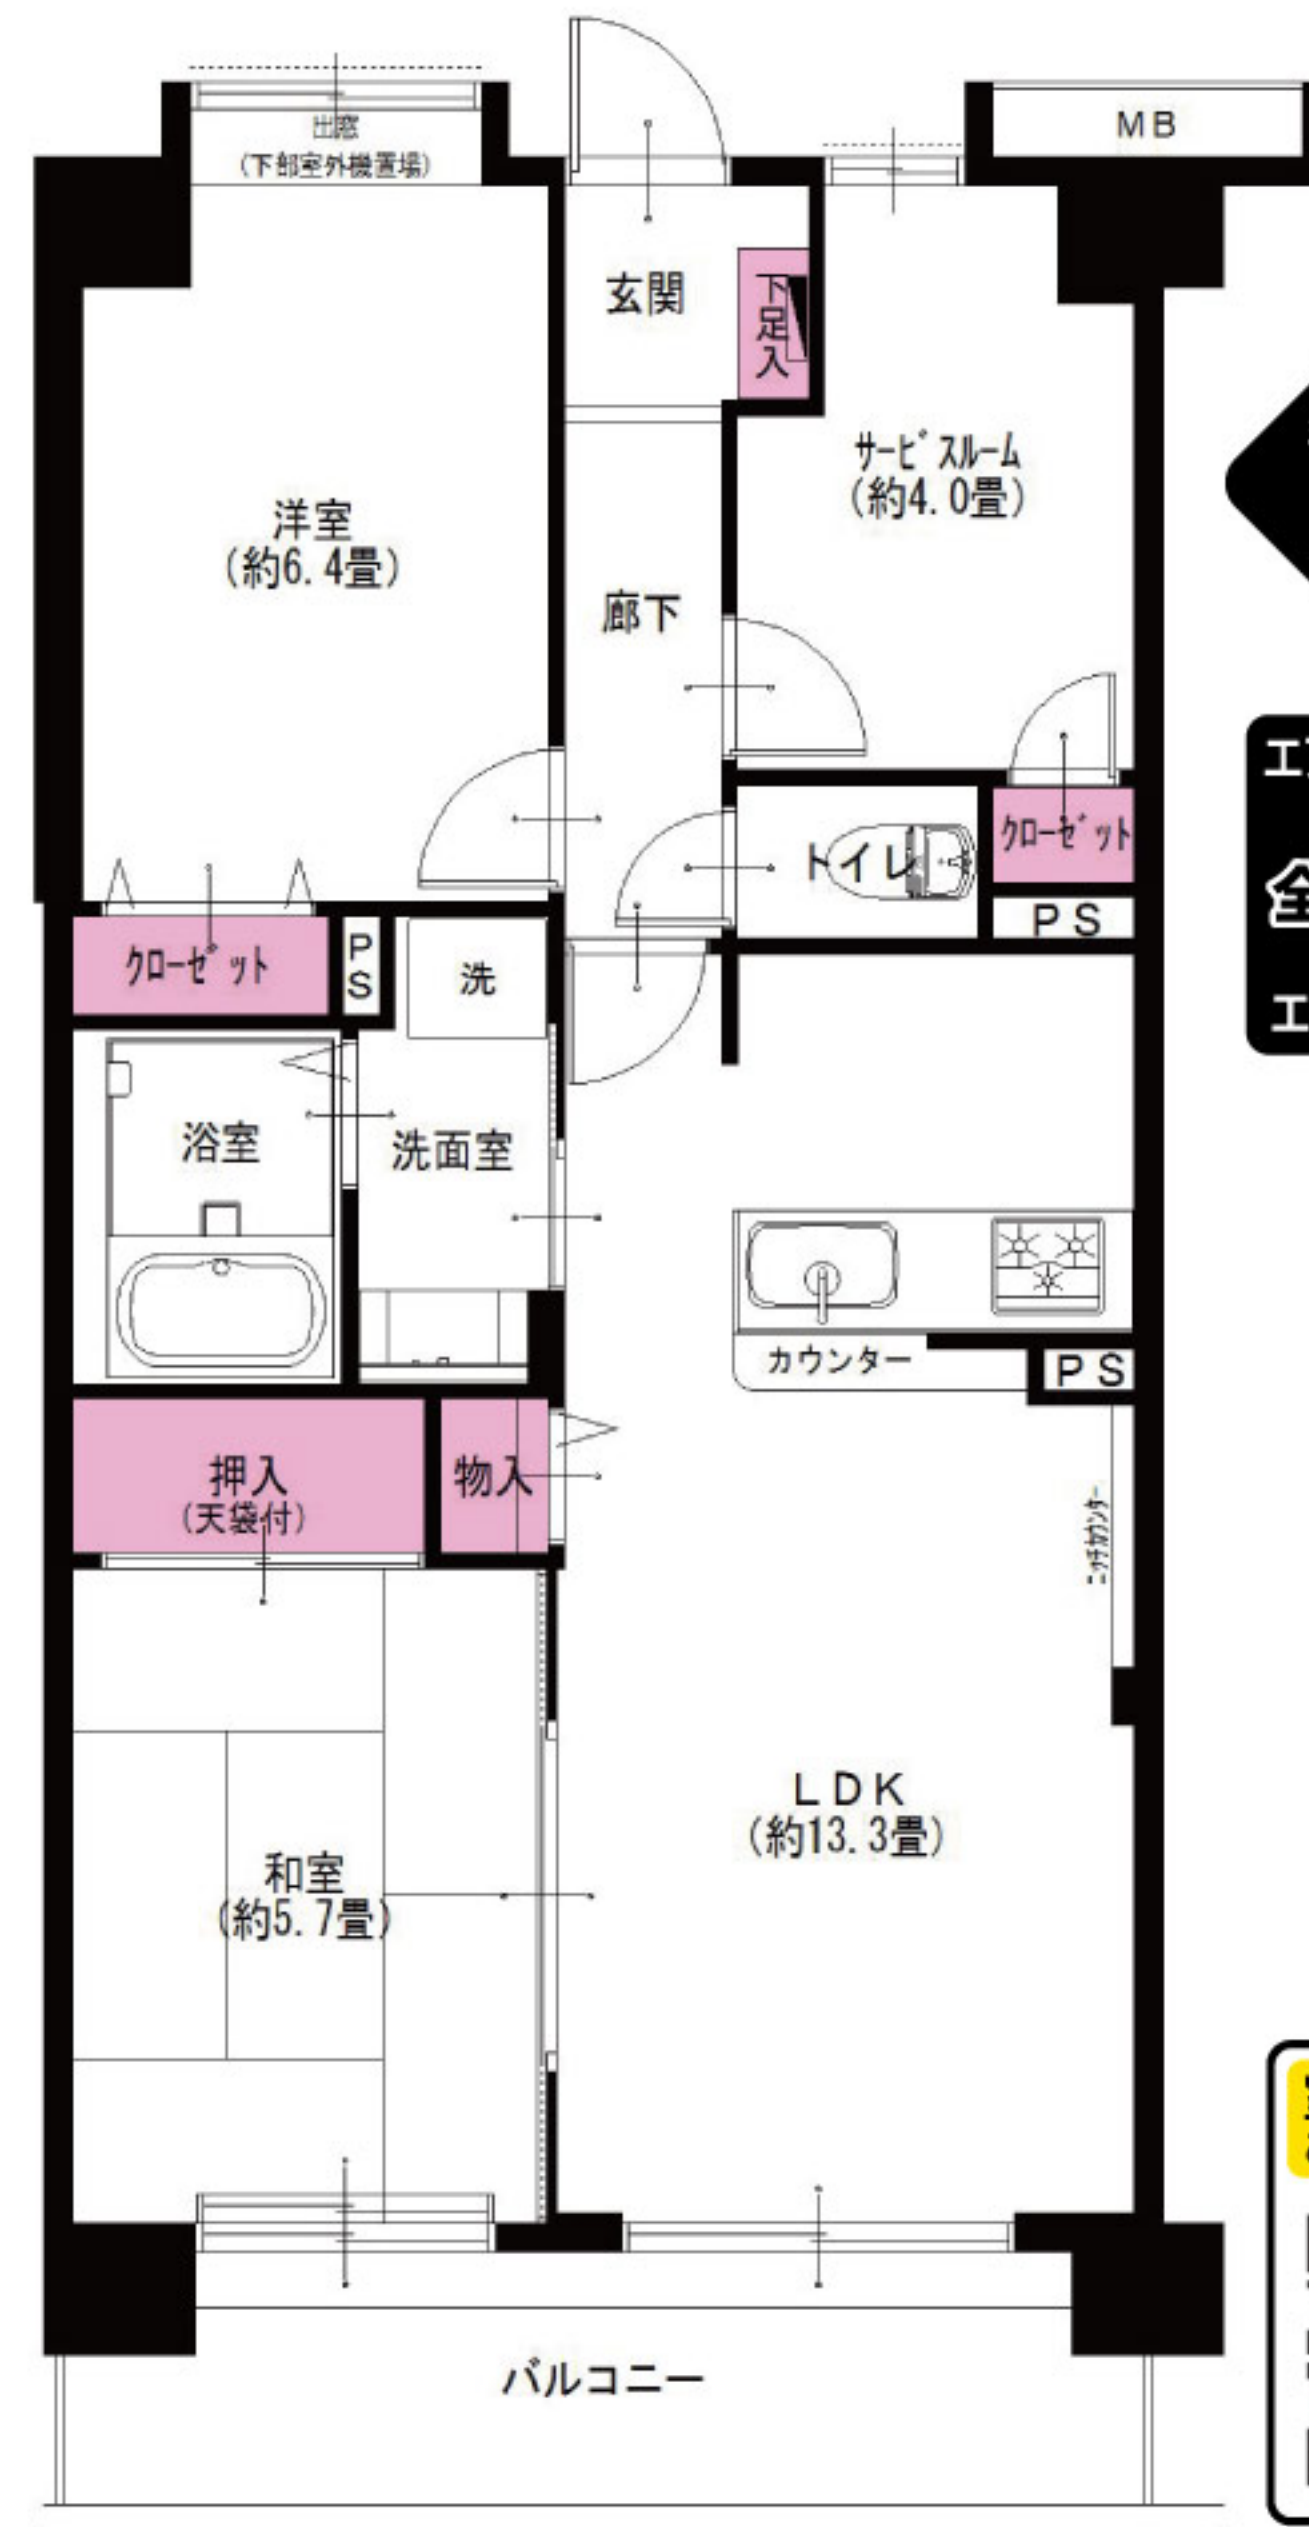 出窓
(下部室外機置場)
MB
玄関
下足入
サービスルーム
(約4.0畳)
洋室
(約6.4畳)
廊下
トイレ
クローゼット
PS
クローゼット
PS
洗
浴室
洗面室
カウンター
PS
押入
(天袋付)
物入
ニッチカウンター
LDK
(約13.3畳)
和室
(約5.7畳)
バルコニー
全